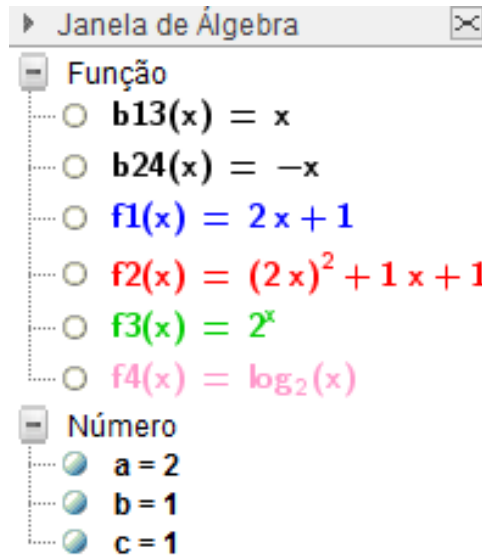 Janela de Álgebra
Função
b13(x) = x
b24(x) = −x
f1(x) = 2 x + 1
f2(x) = (2 x)² + 1 x + 1
f3(x) = 2ˣ
f4(x) = log₂(x)
Número
a = 2
b = 1
c = 1